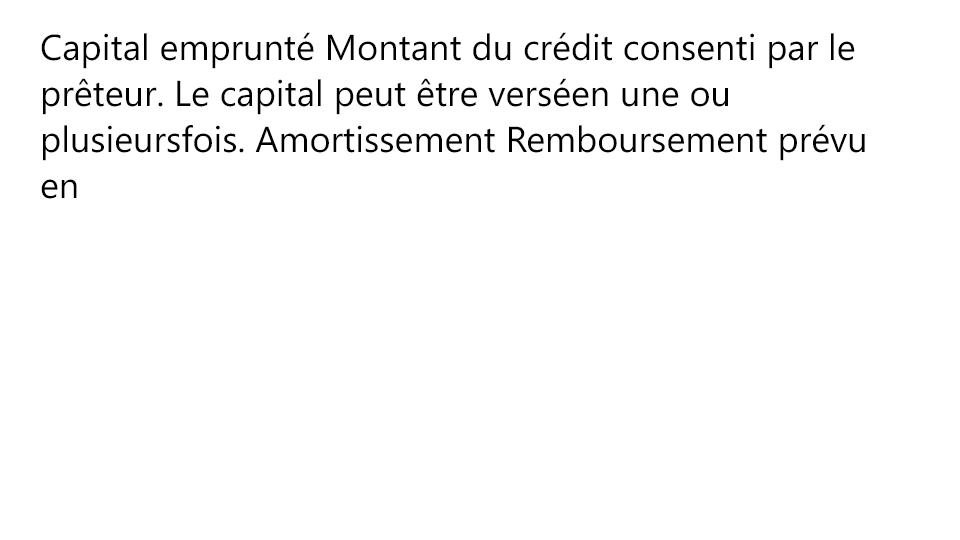 Capital emprunté Montant du crédit consenti par le
prêteur. Le capital peut être verséen une ou
plusieursfois. Amortissement Remboursement prévu
en